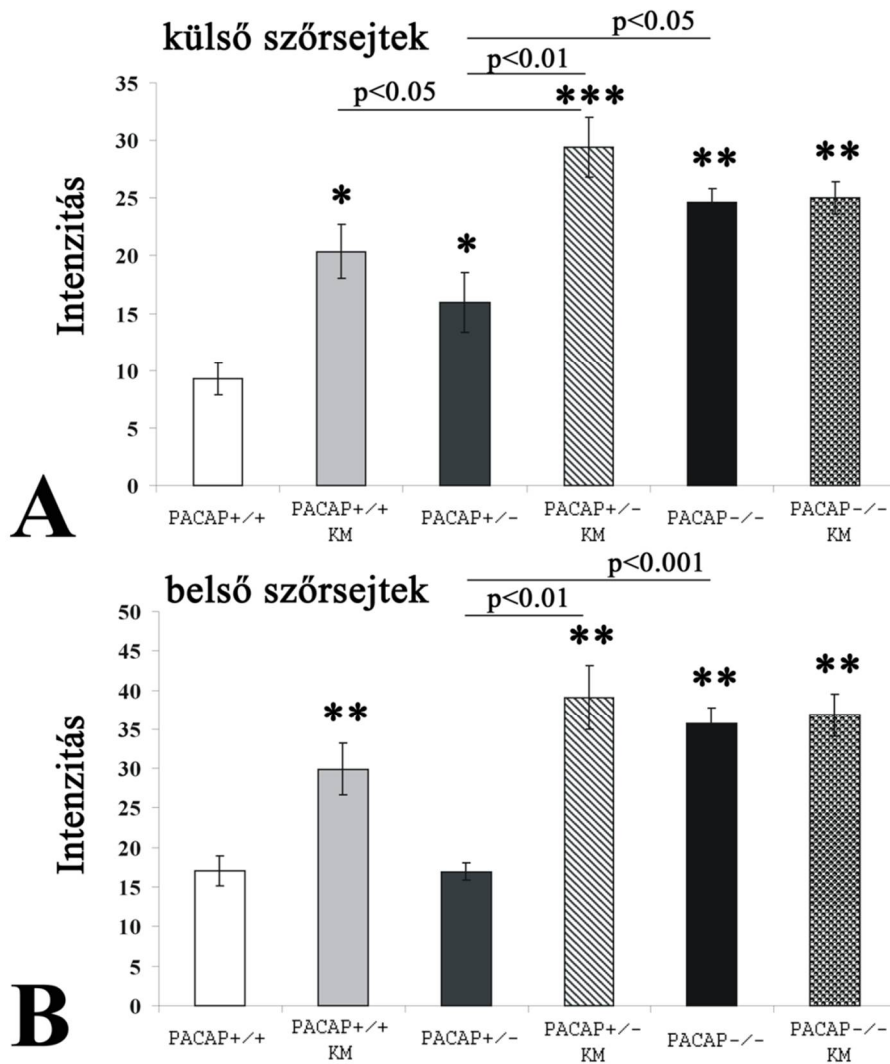 külső szőrsejtek
p<0.05
p<0.01
p<0.05
Intenzitás
35
30
25
20
15
10
5
0
*
*
***
**
**
PACAP+/+
PACAP+/+
KM
PACAP+/-
PACAP+/-
KM
PACAP-/-
PACAP-/-
KM
A
belső szőrsejtek
p<0.001
p<0.01
Intenzitás
50
45
40
35
30
25
20
15
10
5
0
**
**
**
**
PACAP+/+
PACAP+/+
KM
PACAP+/-
PACAP+/-
KM
PACAP-/-
PACAP-/-
KM
B